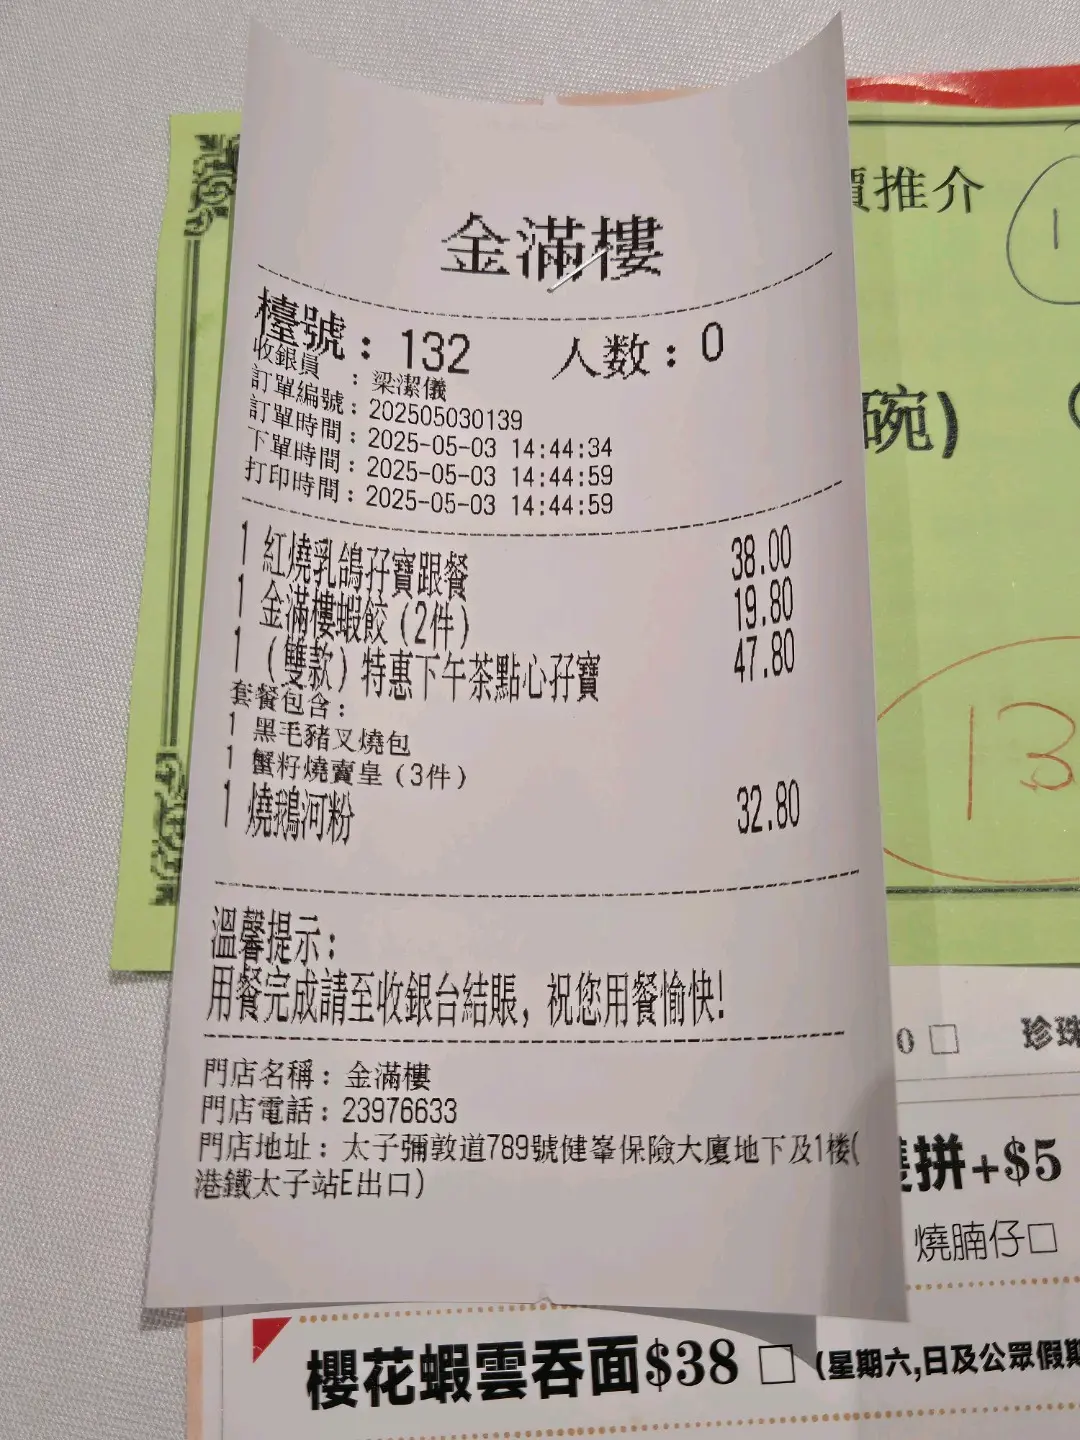 金滿樓
檯號：132 人数：0
收銀員 ：梁潔儀
訂單編號：202505030139
訂單時間：2025-05-03 14:44:34
下單時間：2025-05-03 14:44:59
打印時間：2025-05-03 14:44:59
1 紅燒乳鴿孖寶跟餐 38.00
1 金滿樓蝦餃(2件) 19.80
1 (雙款)特惠下午茶點心孖寶 47.80
套餐包含：
1 黑毛豬叉燒包
1 蟹籽燒賣皇(3件)
1 燒鵝河粉 32.80
溫馨提示:
用餐完成請至收銀台結賬，祝您用餐愉快!
門店名稱：金滿樓
門店電話：23976633
門店地址：太子彌敦道789號健峯保險大廈地下及1楼(
港鐵太子站E出口)
推介
碗)
13
0 □ 珍珠
拼+$5
燒腩仔□
櫻花蝦雲吞面$38 □ (星期六,日及公眾假期